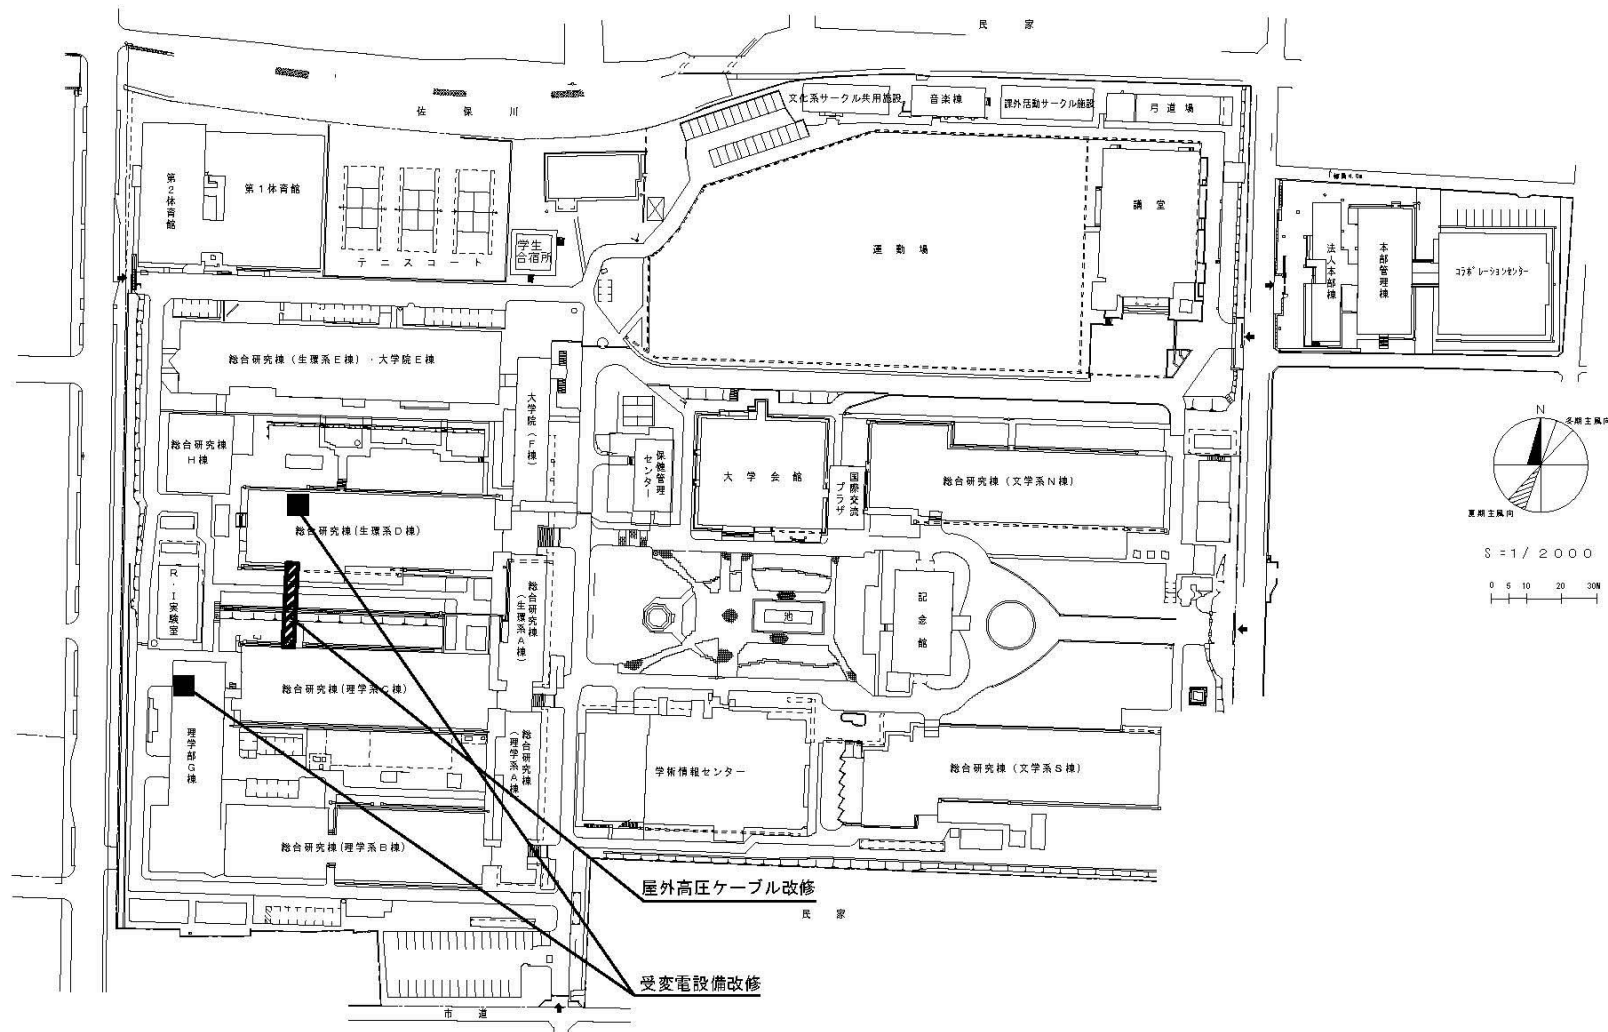 民 家
佐 保 川
文化系サークル共用施設
音楽棟
課外活動サークル施設
弓道場
第2体育館
第1体育館
テニスコート
学生
合宿所
運動場
講堂
法人本部棟
本部管理棟
コラボレーションセンター
総合研究棟(生環系E棟)・大学院E棟
大学院(F棟)
総合研究棟
H棟
保健管理
センター
大学会館
国際交流
プラザ
総合研究棟(文学系N棟)
N
冬期主風向
夏期主風向
S=1/2000
0 5 10 20 30M
総合研究棟(生環系D棟)
R・I実験室
総合研究棟
(生環系A棟)
池
記念館
総合研究棟(理学系C棟)
理学部G棟
総合研究棟
(理学系A棟)
学術情報センター
総合研究棟(文学系S棟)
総合研究棟(理学系B棟)
屋外高圧ケーブル改修
民 家
受変電設備改修
市 道